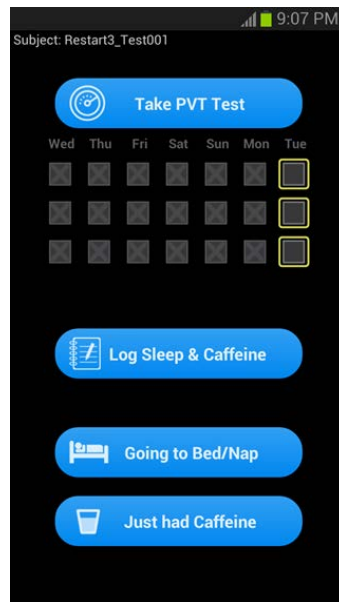 9:07 PM
Subject: Restart3_Test001
Take PVT Test
Wed Thu Fri Sat Sun Mon Tue
Log Sleep & Caffeine
Going to Bed/Nap
Just had Caffeine